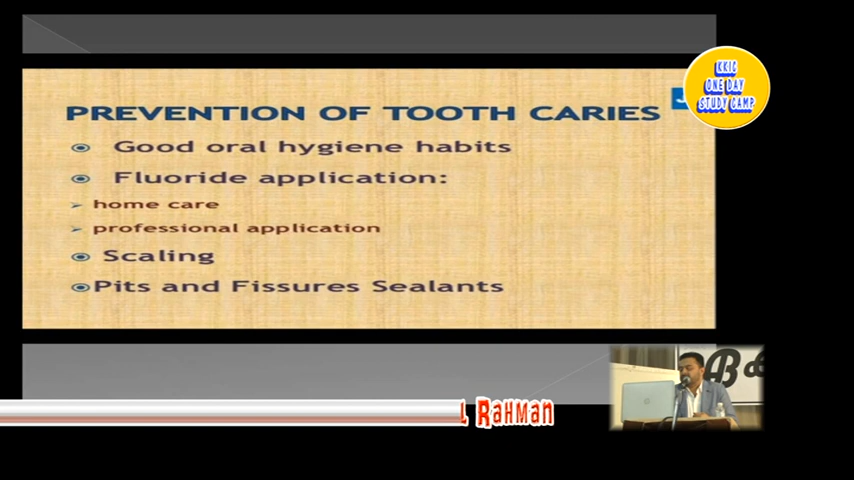 KKIC
ONE DAY
STUDY CAMP
PREVENTION OF TOOTH CARIES
Good oral hygiene habits
Fluoride application:
home care
professional application
Scaling
Pits and Fissures Sealants
Rahman